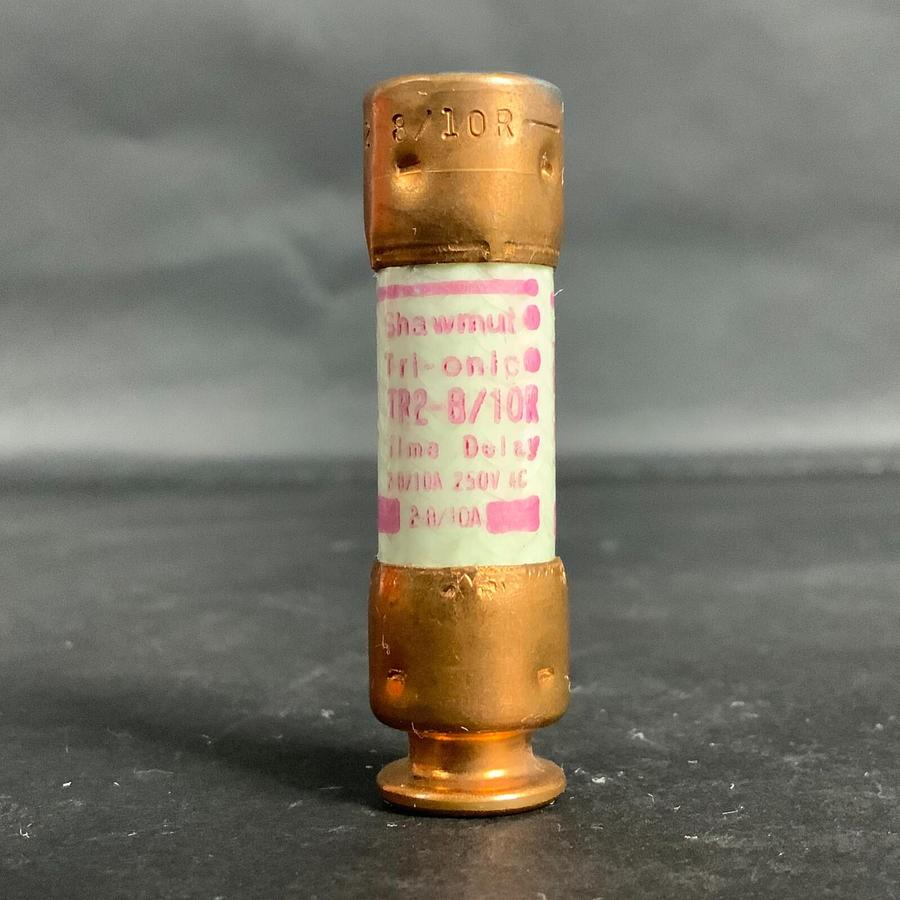 8/10R
Shawmut
Tri-onic
TR2-8/10R
Time Delay
2-8/10A 250V AC
2-8/10A